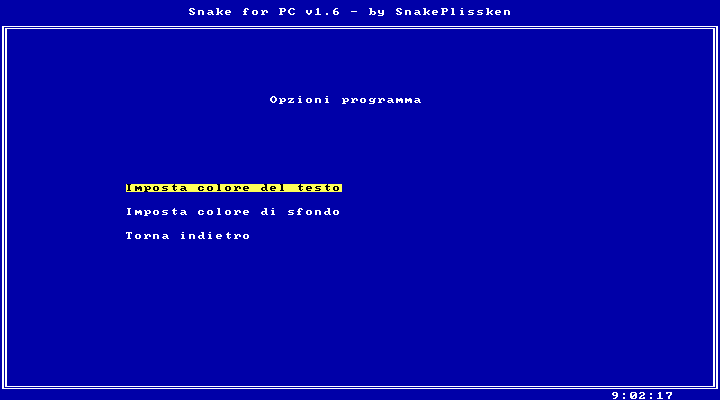 Snake for PC v1.6 - by SnakePlissken
Opzioni programma
Imposta colore del testo
Imposta colore di sfondo
Torna indietro
9:02:17